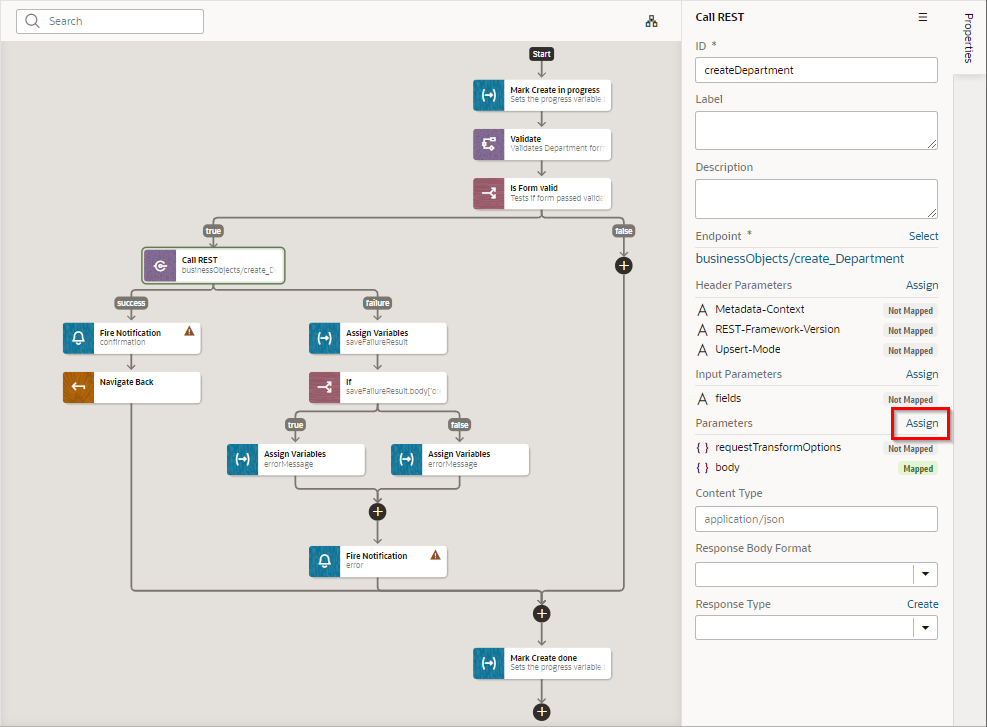 Search
Start
Mark Create in progress
Sets the progress variable
Validate
Validates Department form
Is Form valid
Tests if form passed valida
true
false
Call REST
businessObjects/create_D
success
failure
Fire Notification
confirmation
Assign Variables
saveFailureResult
Navigate Back
If
saveFailureResult.body['o:
true
false
Assign Variables
errorMessage
Assign Variables
errorMessage
Fire Notification
error
Mark Create done
Sets the progress variable
Call REST
Properties
ID *
createDepartment
Label
Description
Endpoint * Select
businessObjects/create_Department
Header Parameters Assign
Metadata-Context Not Mapped
REST-Framework-Version Not Mapped
Upsert-Mode Not Mapped
Input Parameters Assign
fields Not Mapped
Parameters Assign
{ } requestTransformOptions Not Mapped
{ } body Mapped
Content Type
application/json
Response Body Format
Response Type Create